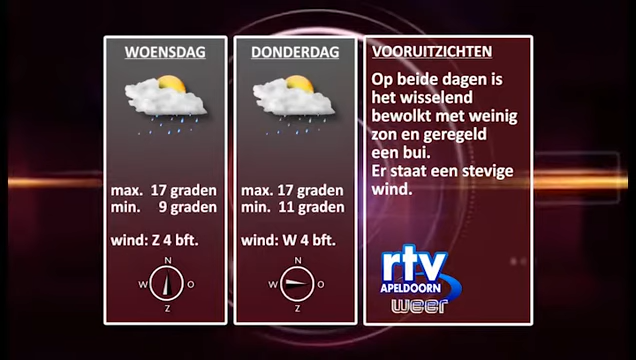 WOENSDAG
max. 17 graden
min. 9 graden
wind: Z 4 bft.
N
W O
Z
DONDERDAG
max. 17 graden
min. 11 graden
wind: W 4 bft.
N
W O
Z
VOORUITZICHTEN
Op beide dagen is
het wisselend
bewolkt met weinig
zon en geregeld
een bui.
Er staat een stevige
wind.
rtv
APELDOORN
weer